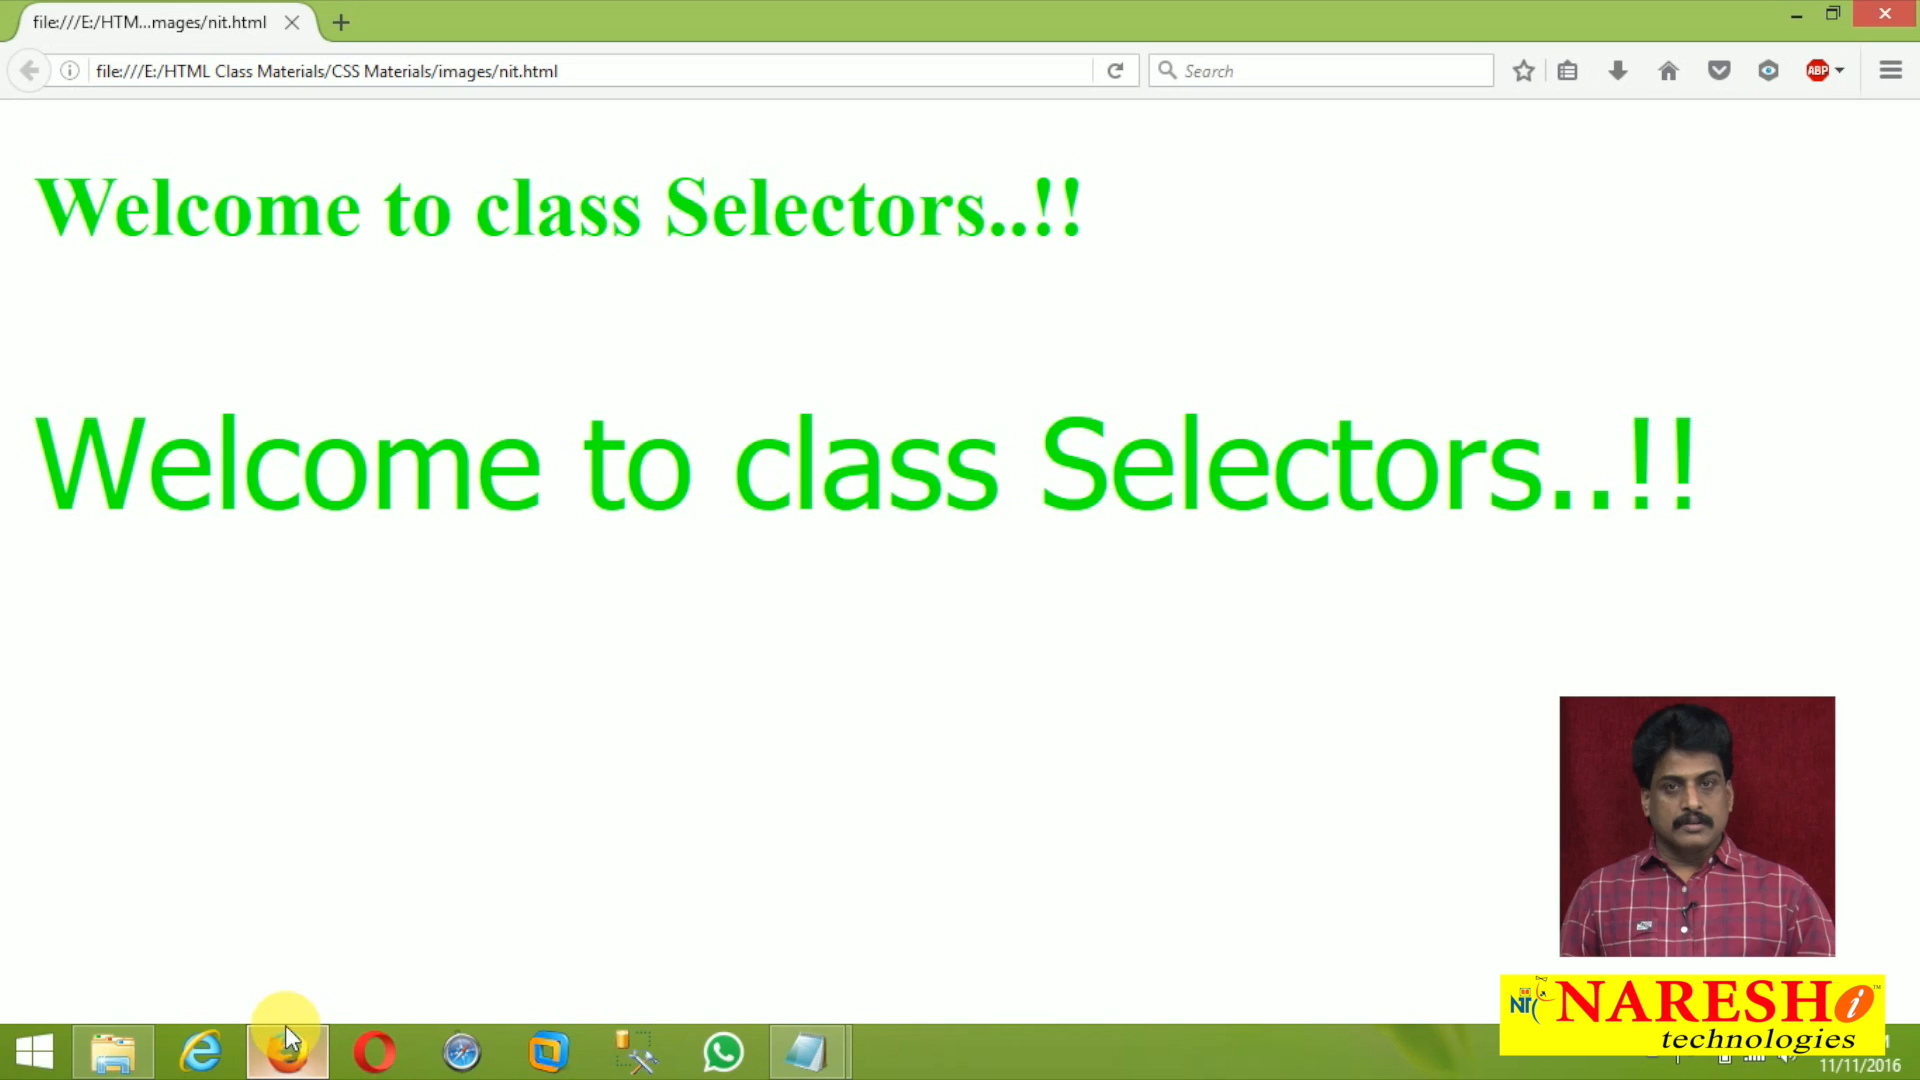 file:///E:/HTM...mages/nit.html
file:///E:/HTML Class Materials/CSS Materials/images/nit.html
Search
ABP
Welcome to class Selectors..!!
Welcome to class Selectors..!!
NARESH i
technologies
11/11/2016